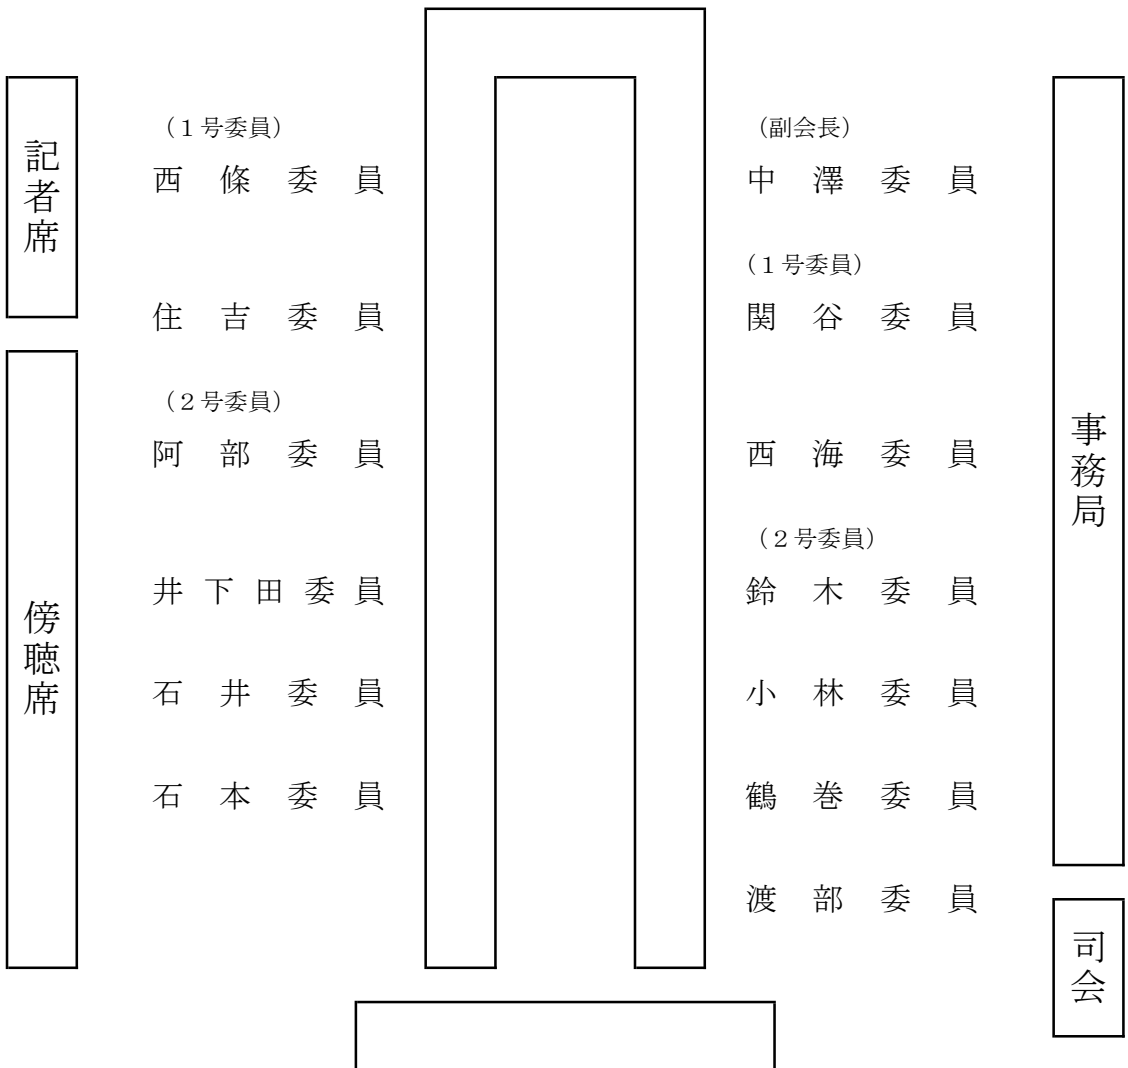 記者席
傍聴席
（１号委員）
西條委員
住吉委員
（２号委員）
阿部委員
井下田委員
石井委員
石本委員
（副会長）
中澤委員
（１号委員）
関谷委員
西海委員
（２号委員）
鈴木委員
小林委員
鶴巻委員
渡部委員
事務局
司会